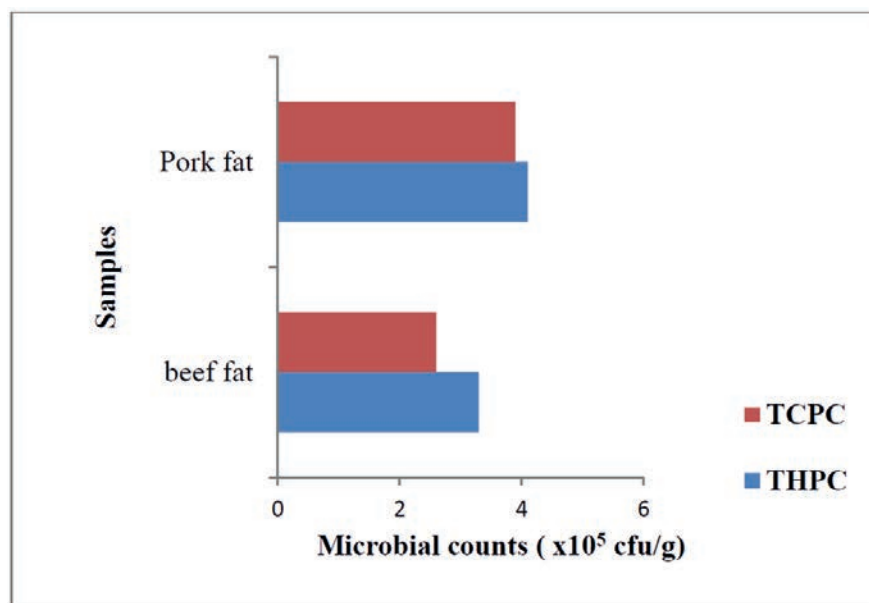 Samples
Pork fat
beef fat
0 2 4 6
Microbial counts ( x10⁵ cfu/g)
TCPC
THPC